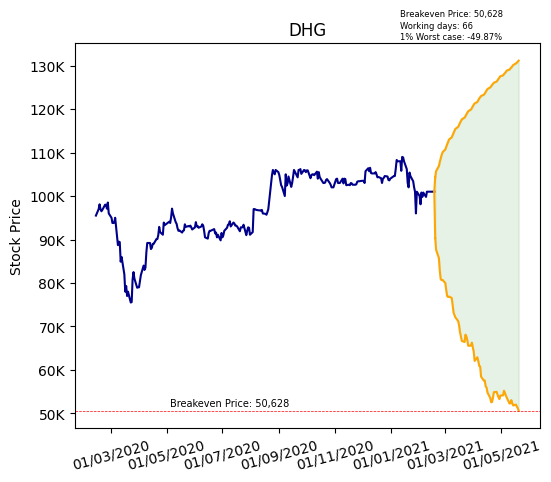 Breakeven Price: 50,628
Working days: 66
1% Worst case: -49.87%
DHG
Stock Price
130K
120K
110K
100K
90K
80K
70K
60K
50K
Breakeven Price: 50,628
01/03/2020
01/05/2020
01/07/2020
01/09/2020
01/11/2020
01/01/2021
01/03/2021
01/05/2021